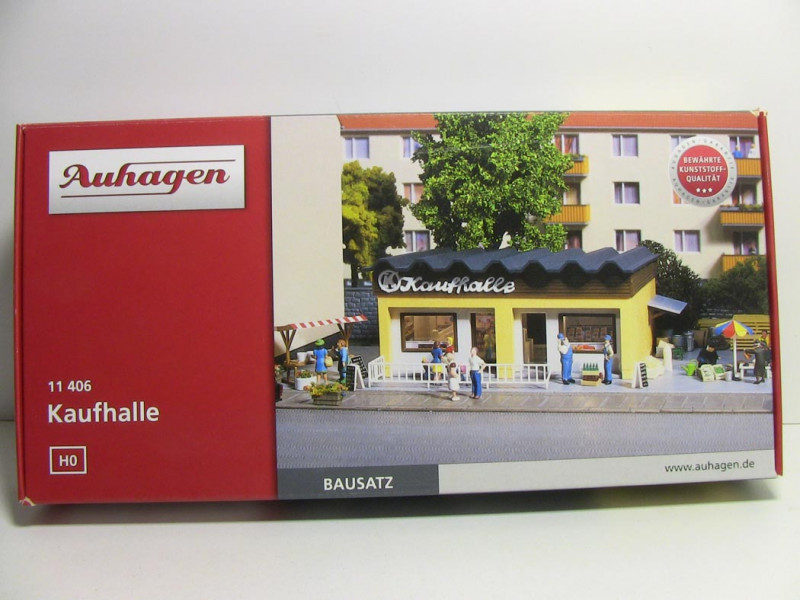 Auhagen
BEWÄHRTE
KUNSTSTOFF-
QUALITÄT
Kaufhalle
11 406
Kaufhalle
H0
BAUSATZ
www.auhagen.de